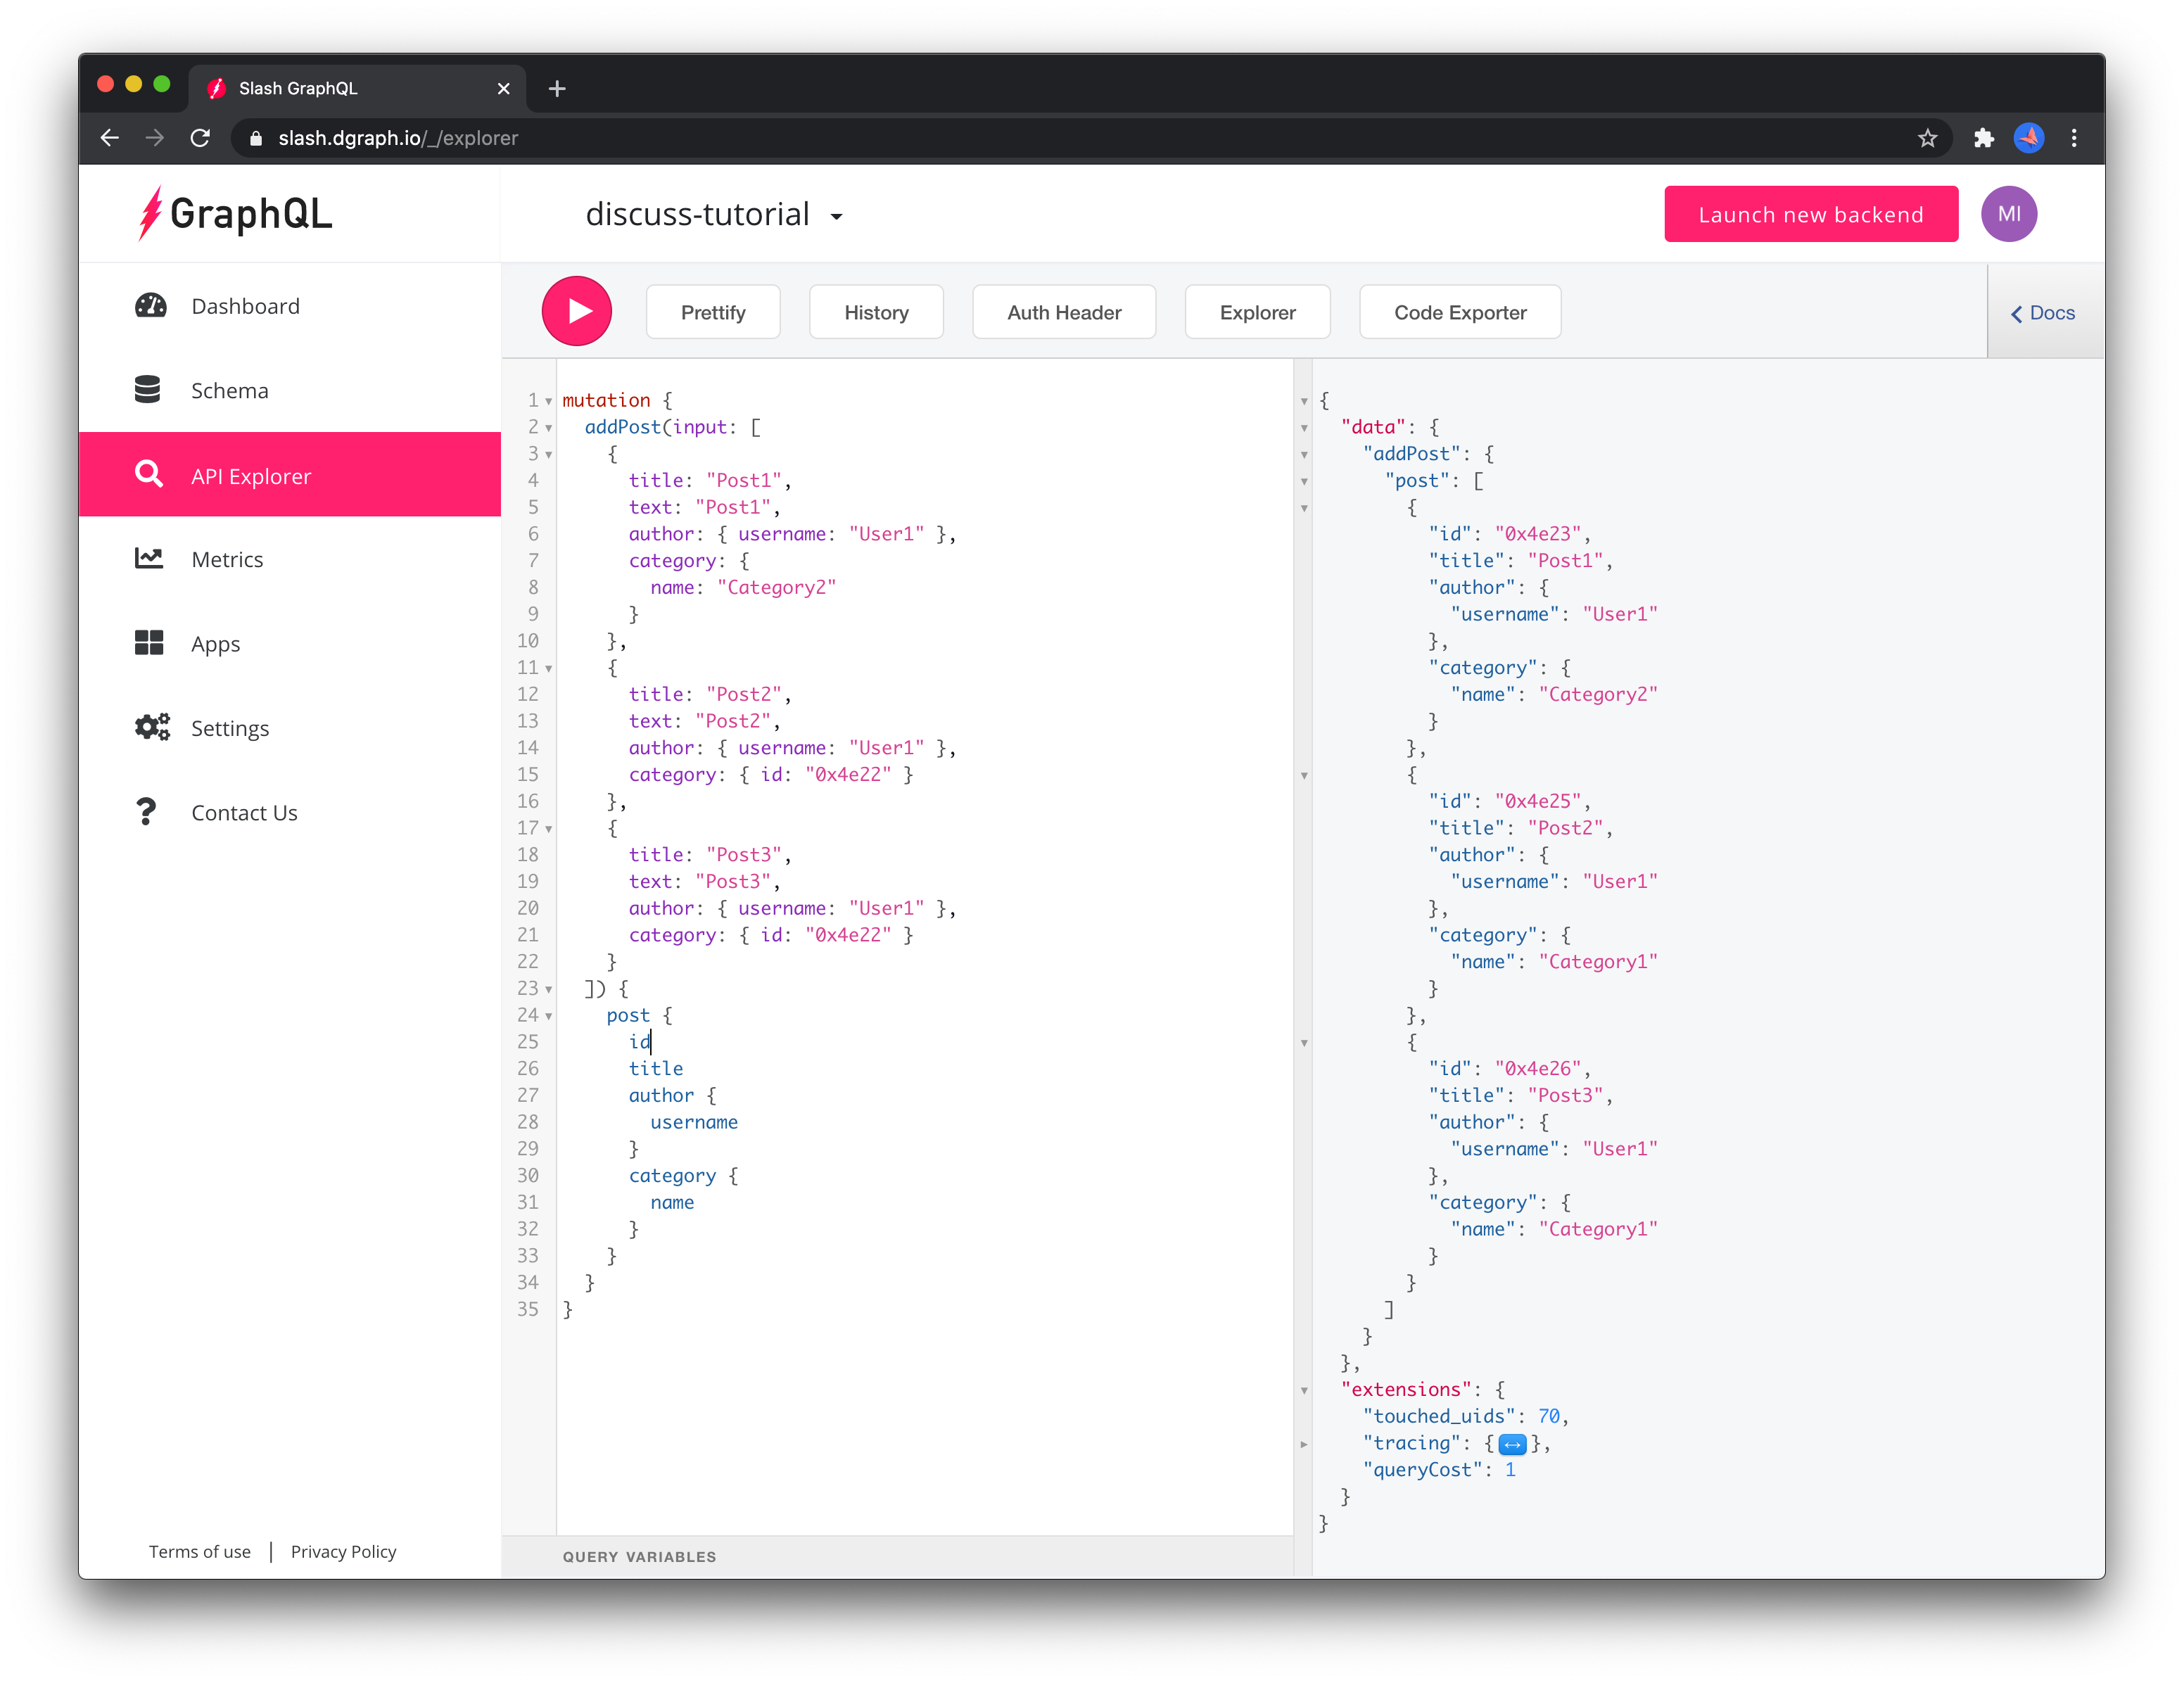 Slash GraphQL
slash.dgraph.io/_/explorer
GraphQL
discuss-tutorial
Launch new backend
MI
Dashboard
Schema
API Explorer
Metrics
Apps
Settings
Contact Us
Terms of use | Privacy Policy
Prettify
History
Auth Header
Explorer
Code Exporter
Docs
1 mutation {
2 addPost(input: [
3 {
4 title: "Post1",
5 text: "Post1",
6 author: { username: "User1" },
7 category: {
8 name: "Category2"
9 }
10 },
11 {
12 title: "Post2",
13 text: "Post2",
14 author: { username: "User1" },
15 category: { id: "0x4e22" }
16 },
17 {
18 title: "Post3",
19 text: "Post3",
20 author: { username: "User1" },
21 category: { id: "0x4e22" }
22 }
23 ]) {
24 post {
25 id
26 title
27 author {
28 username
29 }
30 category {
31 name
32 }
33 }
34 }
35 }
QUERY VARIABLES
{
"data": {
"addPost": {
"post": [
{
"id": "0x4e23",
"title": "Post1",
"author": {
"username": "User1"
},
"category": {
"name": "Category2"
}
},
{
"id": "0x4e25",
"title": "Post2",
"author": {
"username": "User1"
},
"category": {
"name": "Category1"
}
},
{
"id": "0x4e26",
"title": "Post3",
"author": {
"username": "User1"
},
"category": {
"name": "Category1"
}
}
]
}
},
"extensions": {
"touched_uids": 70,
"tracing": {↔},
"queryCost": 1
}
}